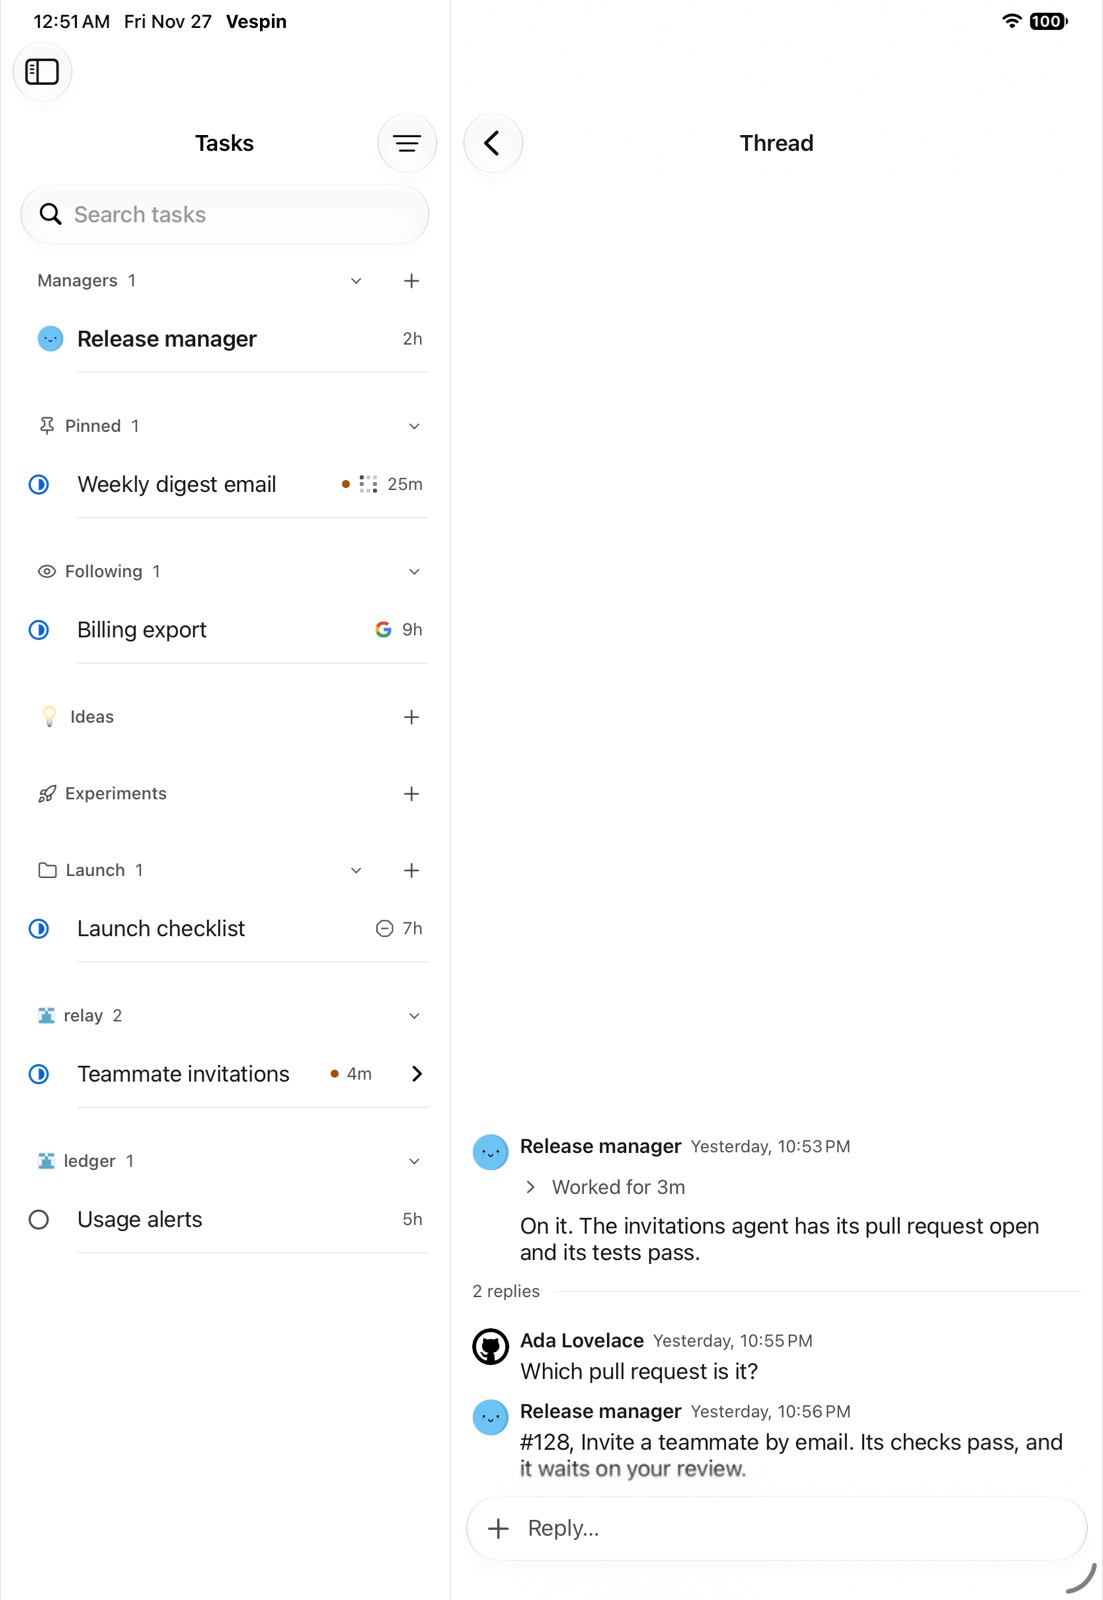 12:51 AM Fri Nov 27 Vespin
100
Tasks
Search tasks
Managers 1
Release manager 2h
Pinned 1
Weekly digest email 25m
Following 1
Billing export 9h
Ideas
Experiments
Launch 1
Launch checklist 7h
relay 2
Teammate invitations 4m
ledger 1
Usage alerts 5h
Thread
Release manager Yesterday, 10:53 PM
Worked for 3m
On it. The invitations agent has its pull request open
and its tests pass.
2 replies
Ada Lovelace Yesterday, 10:55 PM
Which pull request is it?
Release manager Yesterday, 10:56 PM
#128, Invite a teammate by email. Its checks pass, and
it waits on your review.
Reply...